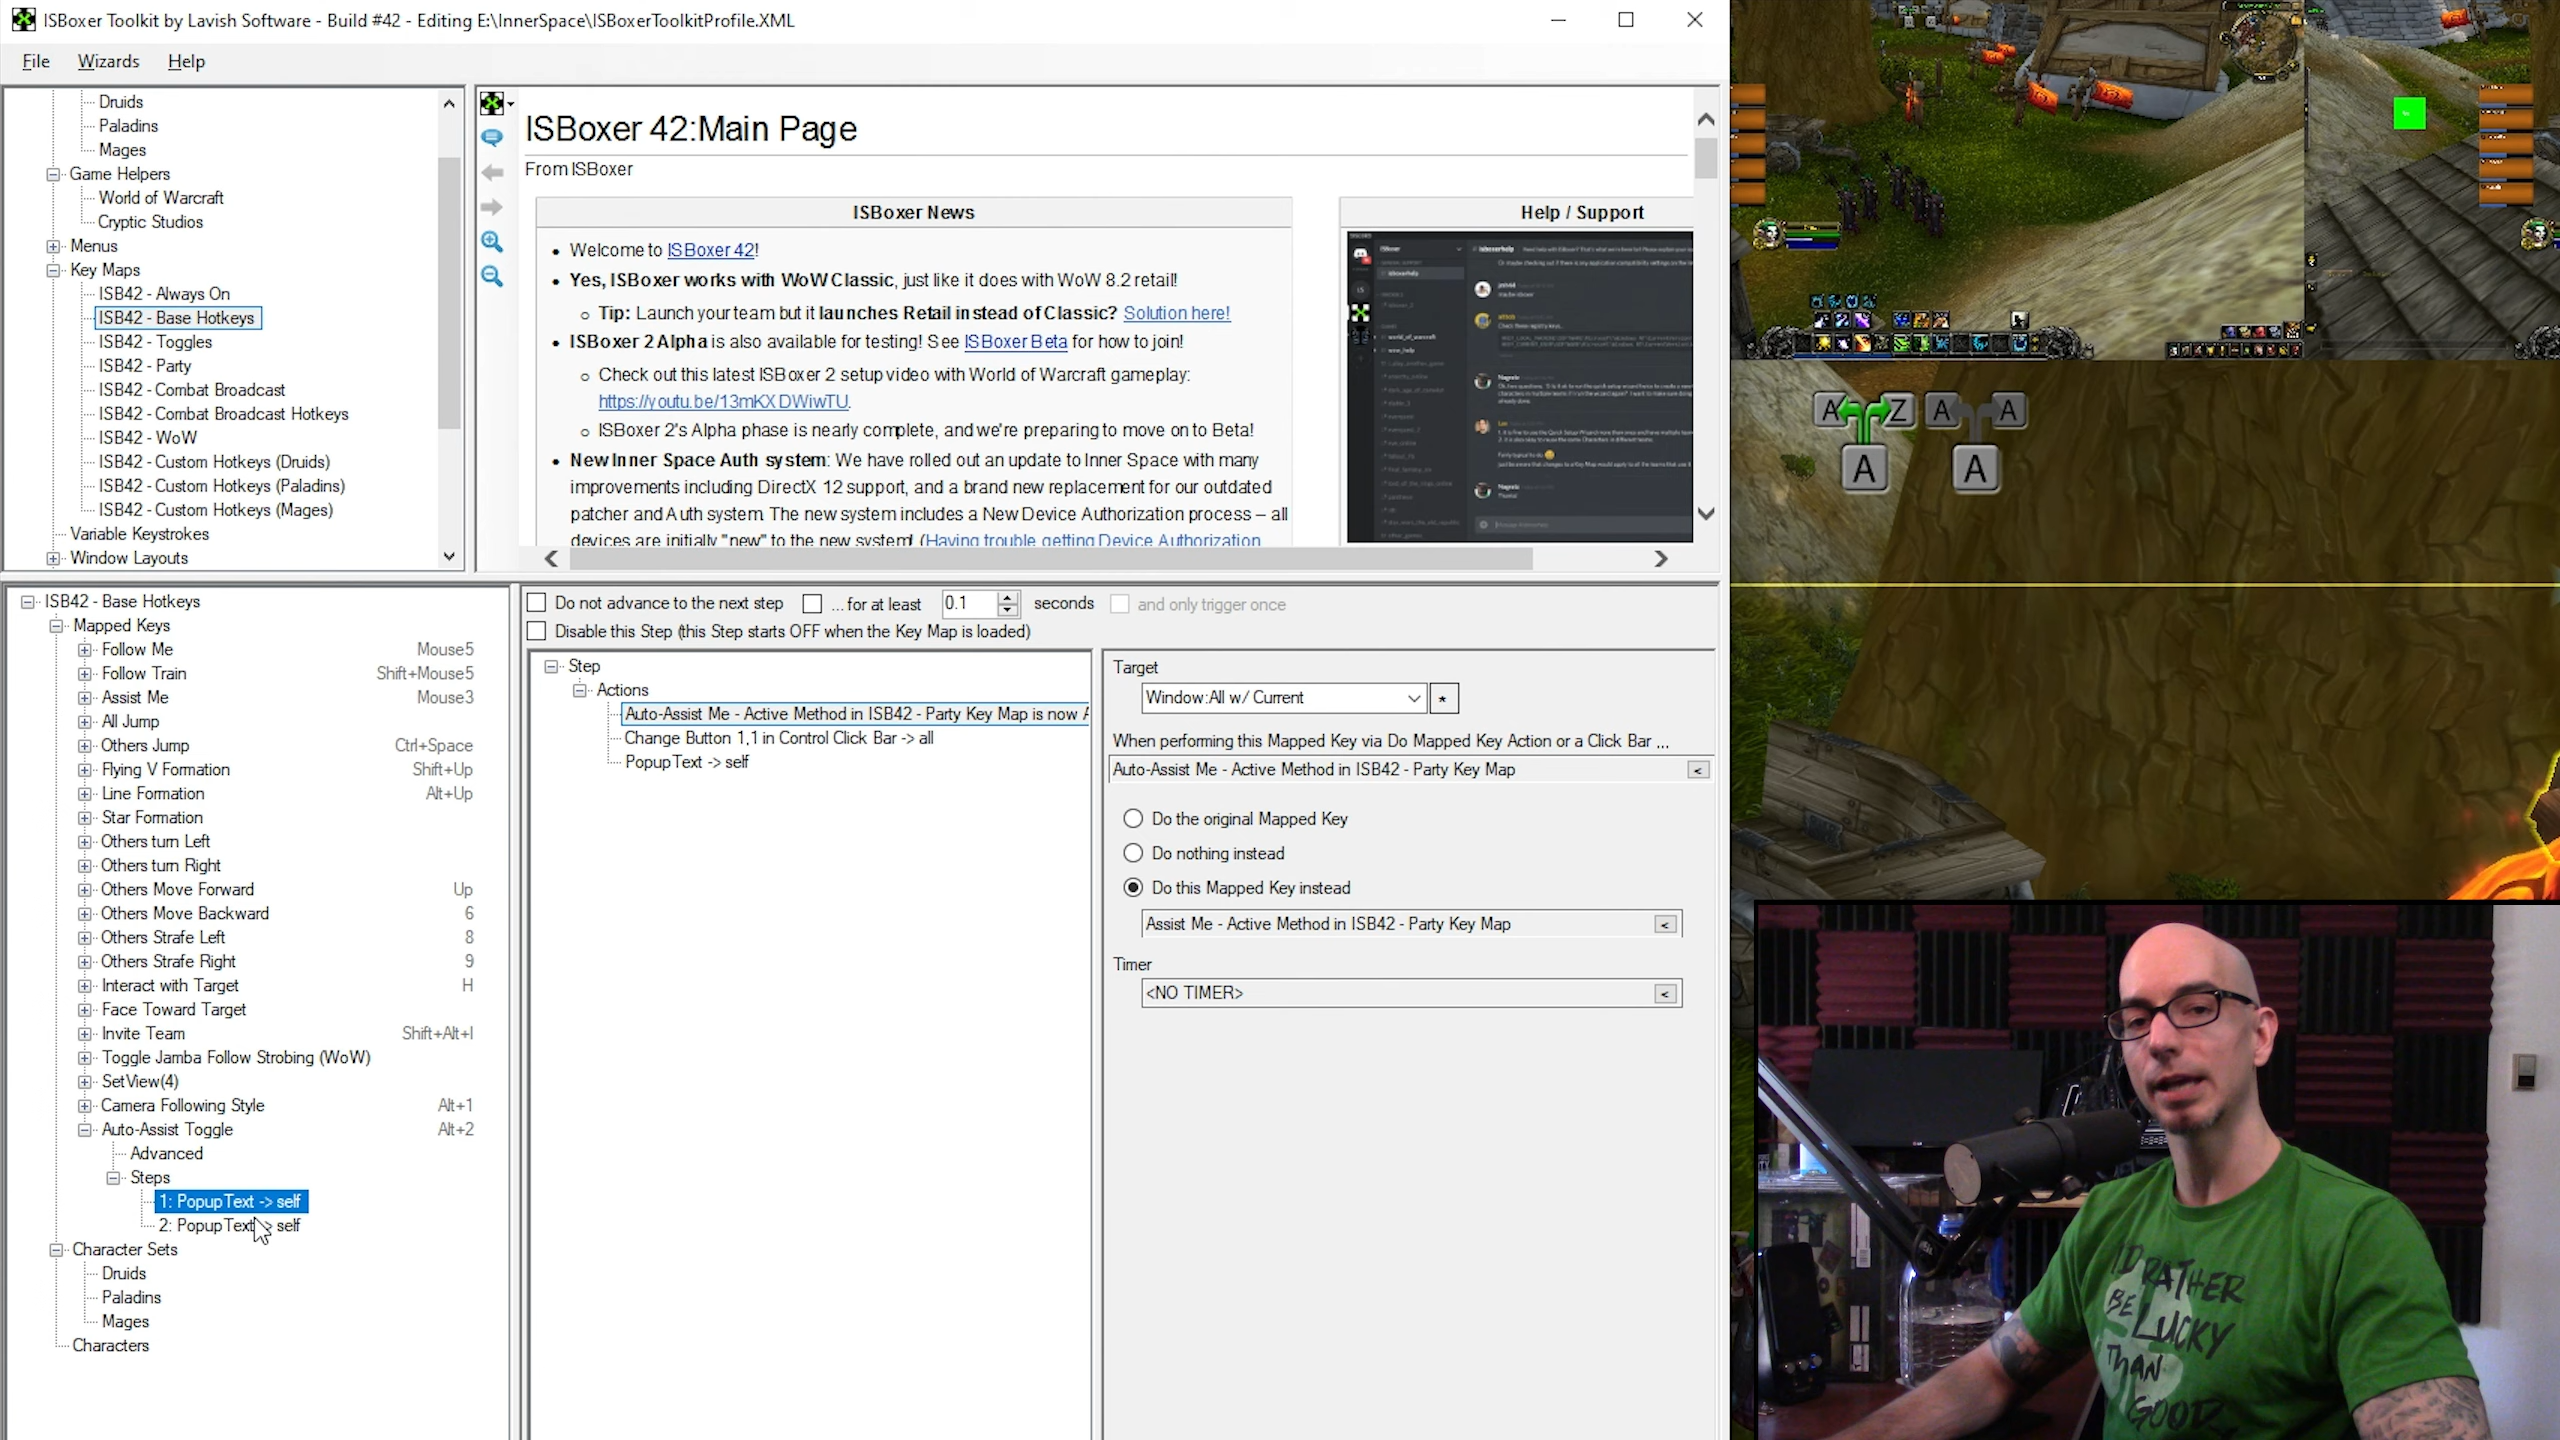 ISBoxer Toolkit by Lavish Software - Build #42 - Editing E:\InnerSpace\ISBoxerToolkitProfile.XML
File Wizards Help
Druids
Paladins
Mages
Game Helpers
World of Warcraft
Cryptic Studios
Menus
Key Maps
ISB42 - Always On
ISB42 - Base Hotkeys
ISB42 - Toggles
ISB42 - Party
ISB42 - Combat Broadcast
ISB42 - Combat Broadcast Hotkeys
ISB42 - WoW
ISB42 - Custom Hotkeys (Druids)
ISB42 - Custom Hotkeys (Paladins)
ISB42 - Custom Hotkeys (Mages)
Variable Keystrokes
Window Layouts
ISBoxer 42:Main Page
From ISBoxer
ISBoxer News
Welcome to ISBoxer 42!
Yes, ISBoxer works with WoW Classic, just like it does with WoW 8.2 retail!
Tip: Launch your team but it launches Retail instead of Classic? Solution here!
ISBoxer 2 Alpha is also available for testing! See ISBoxer Beta for how to join!
Check out this latest ISBoxer 2 setup video with World of Warcraft gameplay:
https://youtu.be/13mKXDWiwTU.
ISBoxer 2's Alpha phase is nearly complete, and we're preparing to move on to Beta!
New Inner Space Auth system: We have rolled out an update to Inner Space with many
improvements including DirectX 12 support, and a brand new replacement for our outdated
patcher and Auth system. The new system includes a New Device Authorization process – all
devices are initially "new" to the new system! (Having trouble getting Device Authorization
Help / Support
ISB42 - Base Hotkeys
Mapped Keys
Follow Me Mouse5
Follow Train Shift+Mouse5
Assist Me Mouse3
All Jump
Others Jump Ctrl+Space
Flying V Formation Shift+Up
Line Formation Alt+Up
Star Formation
Others turn Left
Others turn Right
Others Move Forward Up
Others Move Backward 6
Others Strafe Left 8
Others Strafe Right 9
Interact with Target H
Face Toward Target
Invite Team Shift+Alt+I
Toggle Jamba Follow Strobing (WoW)
SetView(4)
Camera Following Style Alt+1
Auto-Assist Toggle Alt+2
Advanced
Steps
1: PopupText -> self
2: PopupText -> self
Character Sets
Druids
Paladins
Mages
Characters
Do not advance to the next step ...for at least 0.1 seconds and only trigger once
Disable this Step (this Step starts OFF when the Key Map is loaded)
Step
Actions
Auto-Assist Me - Active Method in ISB42 - Party Key Map is now A
Change Button 1,1 in Control Click Bar -> all
PopupText -> self
Target
Window:All w/ Current *
When performing this Mapped Key via Do Mapped Key Action or a Click Bar ...
Auto-Assist Me - Active Method in ISB42 - Party Key Map <
Do the original Mapped Key
Do nothing instead
Do this Mapped Key instead
Assist Me - Active Method in ISB42 - Party Key Map <
Timer
<NO TIMER> <
A Z A A
A A
I'D RATHER
BE
LUCKY
THAN
GOOD